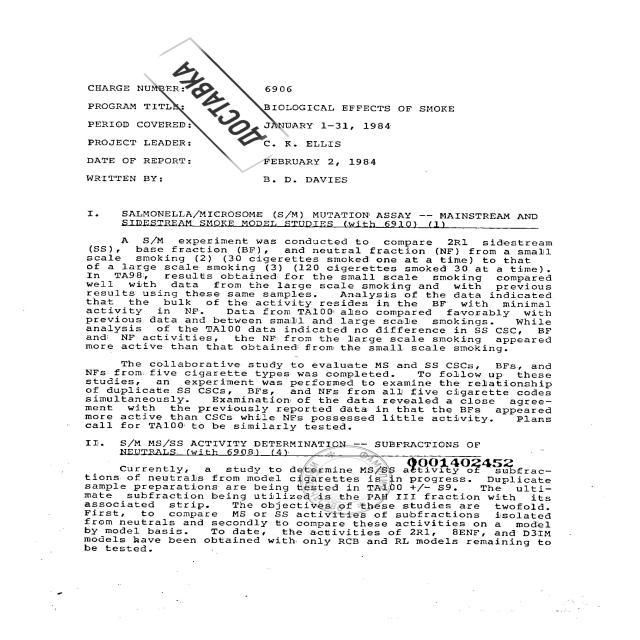 CHARGE NUMBER: 6906
PROGRAM TITLE: BIOLOGICAL EFFECTS OF SMOKE
PERIOD COVERED: JANUARY 1-31, 1984
PROJECT LEADER: C. K. ELLIS
DATE OF REPORT: FEBRUARY 2, 1984
WRITTEN BY: B. D. DAVIES
ДОСТАВКА
I. SALMONELLA/MICROSOME (S/M) MUTATION ASSAY -- MAINSTREAM AND
SIDESTREAM SMOKE MODEL STUDIES (with 6910) (1)
A S/M experiment was conducted to compare 2R1 sidestream
(SS), base fraction (BF), and neutral fraction (NF) from a small
scale smoking (2) (30 cigerettes smoked one at a time) to that
of a large scale smoking (3) (120 cigerettes smoked 30 at a time).
In TA98, results obtained for the small scale smoking compared
well with data from the large scale smoking and with previous
results using these same samples. Analysis of the data indicated
that the bulk of the activity resides in the BF with minimal
activity in NF. Data from TA100 also compared favorably with
previous data and between small and large scale smokings. While
analysis of the TA100 data indicated no difference in SS CSC, BF
and NF activities, the NF from the large scale smoking appeared
more active than that obtained from the small scale smoking.
The collaborative study to evaluate MS and SS CSCs, BFs, and
NFs from five cigarette types was completed. To follow up these
studies, an experiment was performed to examine the relationship
of duplicate SS CSCs, BFs, and NFs from all five cigarette codes
simultaneously. Examination of the data revealed a close agree-
ment with the previously reported data in that the BFs appeared
more active than CSCs while NFs possessed little activity. Plans
call for TA100 to be similarly tested.
II. S/M MS/SS ACTIVITY DETERMINATION -- SUBFRACTIONS OF
NEUTRALS (with 6908) (4)
0001402452
Currently, a study to determine MS/SS activity of subfrac-
tions of neutrals from model cigarettes is in progress. Duplicate
sample preparations are being tested in TA100 +/- S9. The ulti-
mate subfraction being utilized is the PAH III fraction with its
associated strip. The objectives of these studies are twofold.
First, to compare MS or SS activities of subfractions isolated
from neutrals and secondly to compare these activities on a model
by model basis. To date, the activities of 2R1, 8ENF, and D3IM
models have been obtained with only RCB and RL models remaining to
be tested.